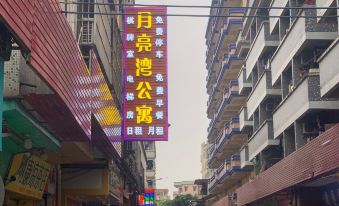 月亮湾公寓
免费停车 免费早餐
棋牌室 电梯房
日租 月租